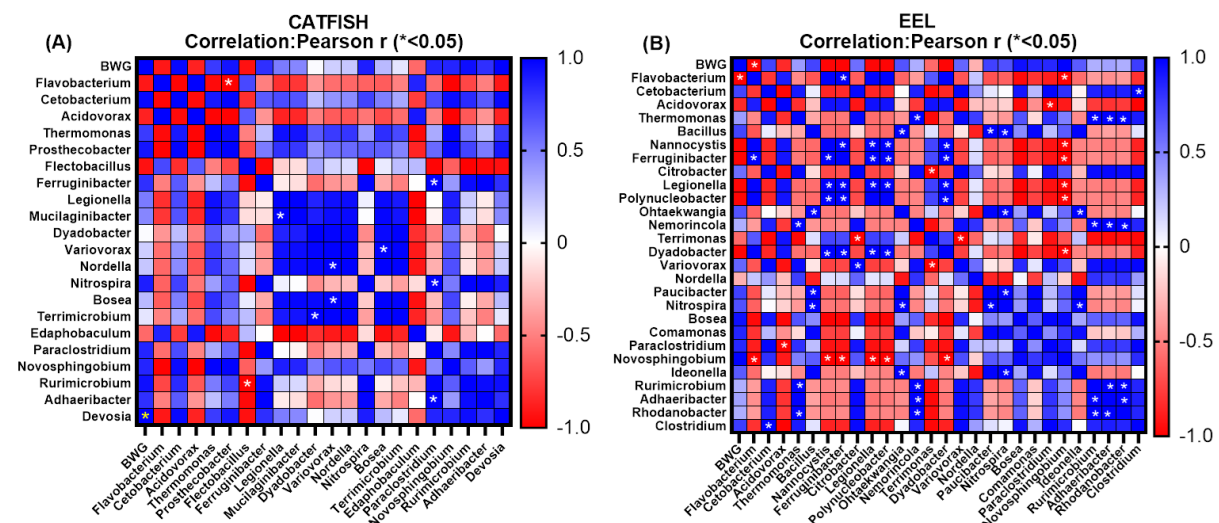 CATFISH
(A) Correlation:Pearson r (*<0.05)
BWG
Flavobacterium
Cetobacterium
Acidovorax
Thermomonas
Prosthecobacter
Flectobacillus
Ferruginibacter
Legionella
Mucilaginibacter
Dyadobacter
Variovorax
Nordella
Nitrospira
Bosea
Terrimicrobium
Edaphobaculum
Paraclostridium
Novosphingobium
Rurimicrobium
Adhaeribacter
Devosia
1.0
0.5
0
-0.5
-1.0
BWG
Flavobacterium
Cetobacterium
Acidovorax
Thermomonas
Prosthecobacter
Flectobacillus
Ferruginibacter
Legionella
Mucilaginibacter
Dyadobacter
Variovorax
Nordella
Nitrospira
Bosea
Terrimicrobium
Edaphobaculum
Paraclostridium
Novosphingobium
Rurimicrobium
Adhaeribacter
Devosia
EEL
(B) Correlation:Pearson r (*<0.05)
BWG
Flavobacterium
Cetobacterium
Acidovorax
Thermomonas
Bacillus
Nannocystis
Ferruginibacter
Citrobacter
Legionella
Polynucleobacter
Ohtaekwangia
Nemorincola
Terrimonas
Dyadobacter
Variovorax
Nordella
Paucibacter
Nitrospira
Bosea
Comamonas
Paraclostridium
Novosphingobium
Ideonella
Rurimicrobium
Adhaeribacter
Rhodanobacter
Clostridium
1.0
0.5
0
-0.5
-1.0
BWG
Flavobacterium
Cetobacterium
Acidovorax
Thermomonas
Bacillus
Nannocystis
Ferruginibacter
Citrobacter
Legionella
Polynucleobacter
Ohtaekwangia
Nemorincola
Terrimonas
Dyadobacter
Variovorax
Nordella
Paucibacter
Nitrospira
Bosea
Comamonas
Paraclostridium
Novosphingobium
Ideonella
Rurimicrobium
Adhaeribacter
Rhodanobacter
Clostridium